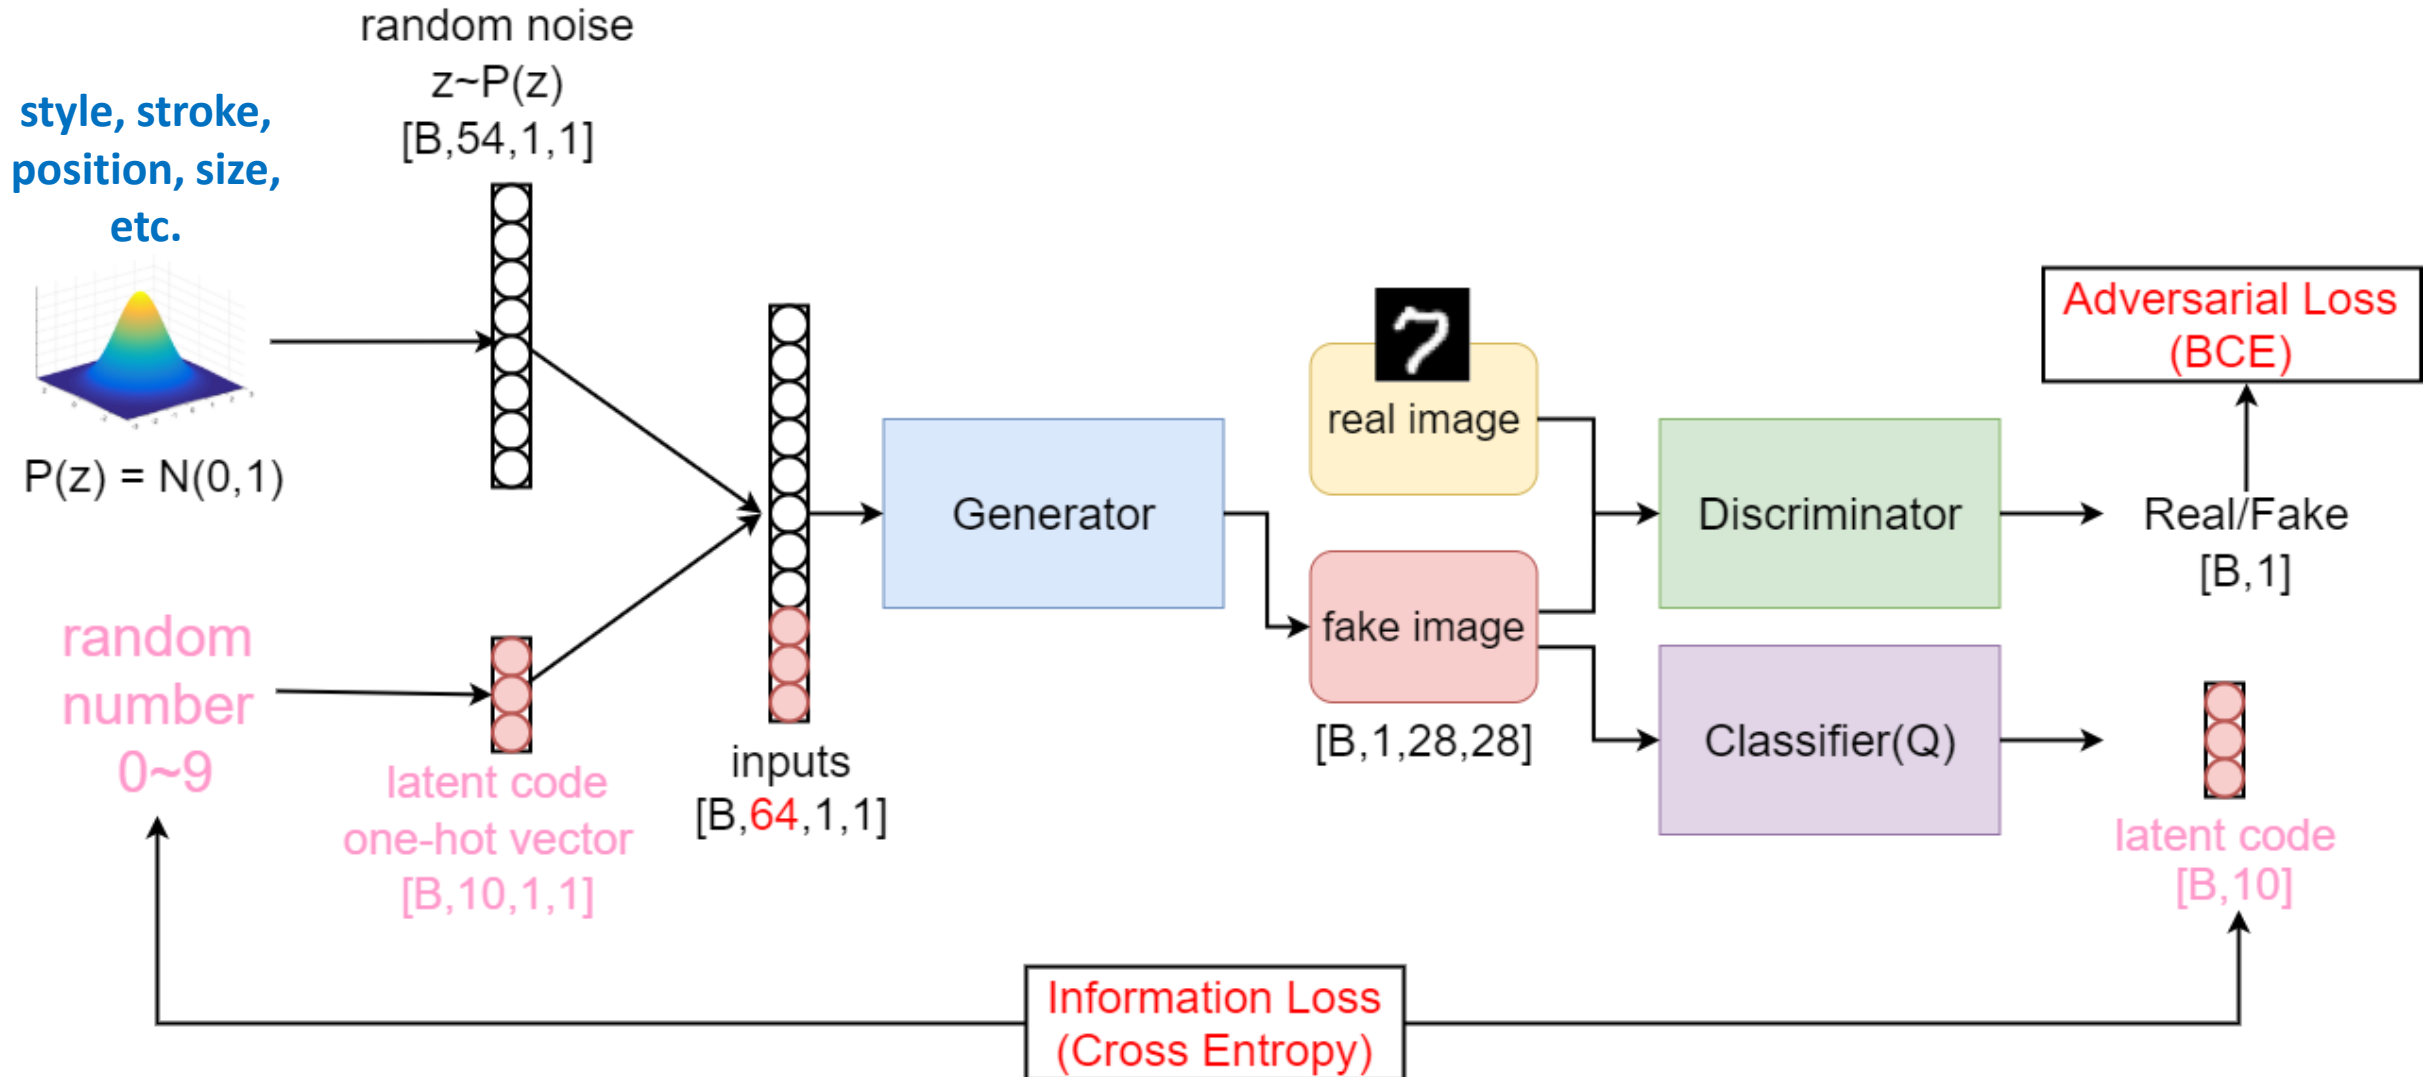 random noise
z~P(z)
[B,54,1,1]
style, stroke,
position, size,
etc.
P(z) = N(0,1)
random
number
0~9
latent code
one-hot vector
[B,10,1,1]
inputs
[B,64,1,1]
Generator
real image
fake image
[B,1,28,28]
Discriminator
Classifier(Q)
Adversarial Loss
(BCE)
Real/Fake
[B,1]
latent code
[B,10]
Information Loss
(Cross Entropy)